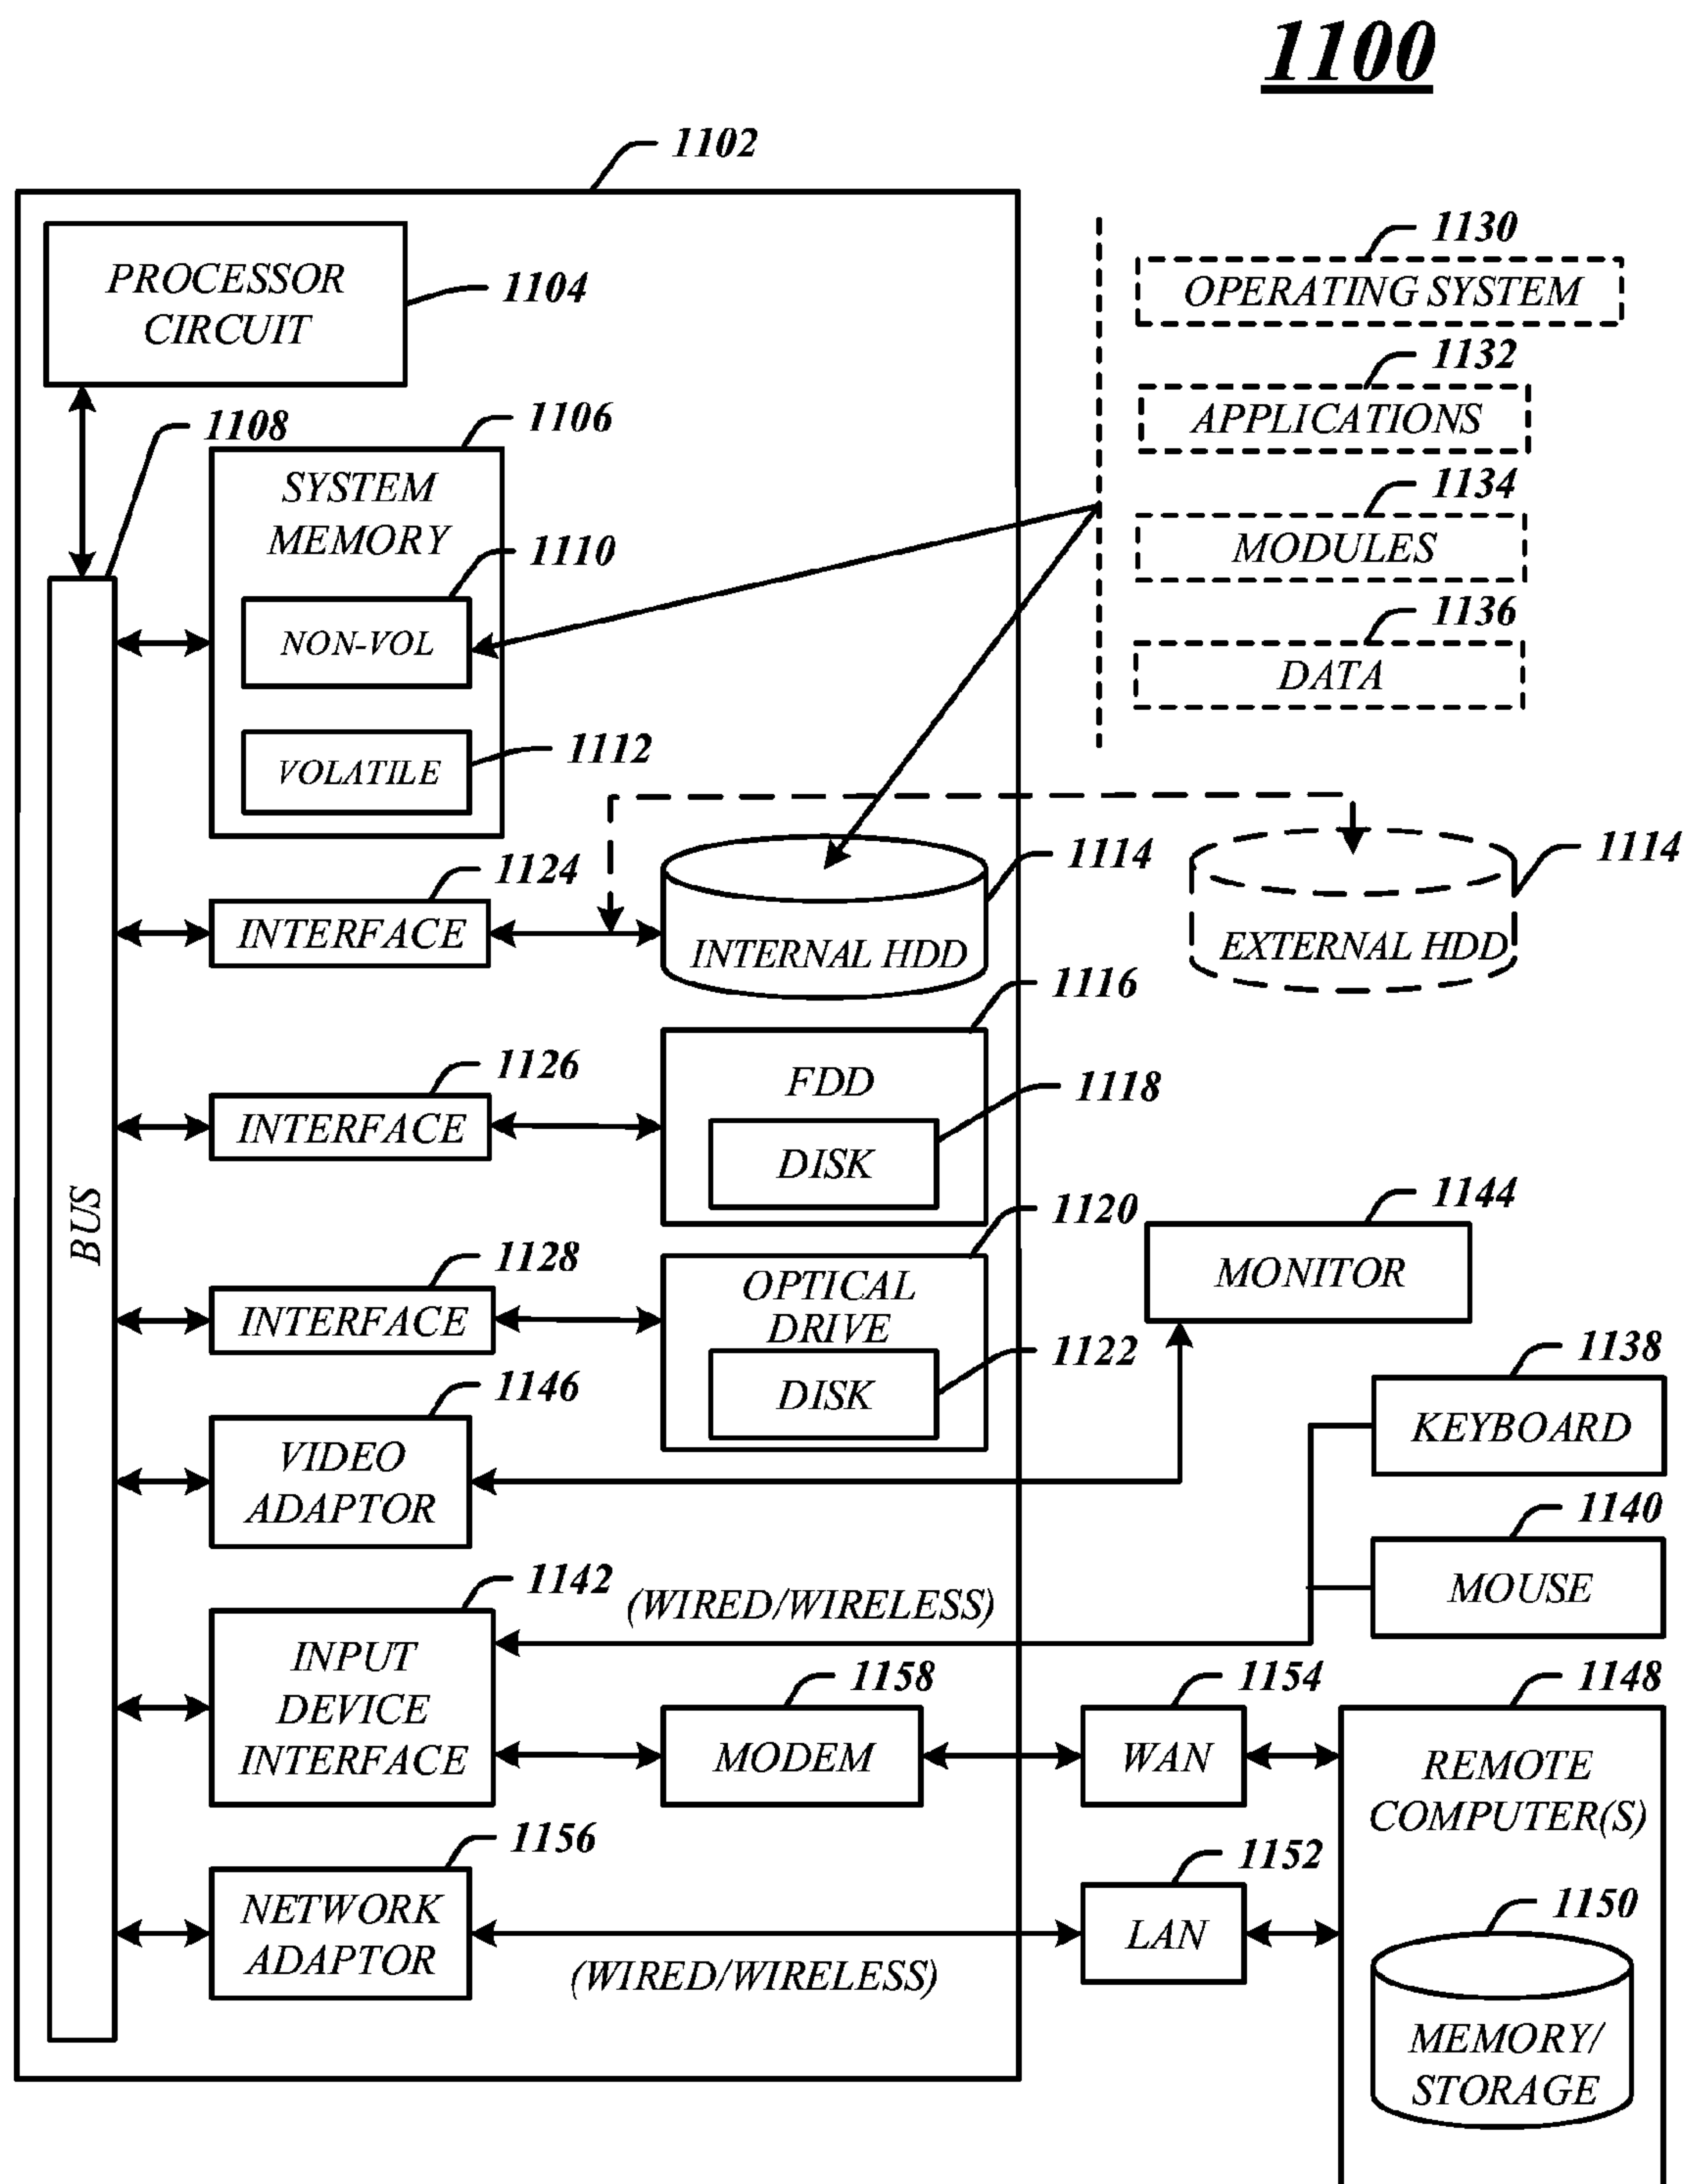 1100
1102
PROCESSOR
CIRCUIT
1104
1130
OPERATING SYSTEM
1132
APPLICATIONS
1134
MODULES
1136
DATA
1108
1106
SYSTEM
MEMORY
1110
NON-VOL
1112
VOLATILE
1124
INTERFACE
1114
INTERNAL HDD
1114
EXTERNAL HDD
1116
FDD
1126
INTERFACE
1118
DISK
BUS
1120
OPTICAL
DRIVE
1128
INTERFACE
1122
DISK
1144
MONITOR
1146
VIDEO
ADAPTOR
1138
KEYBOARD
1140
MOUSE
1142
(WIRED/WIRELESS)
INPUT
DEVICE
INTERFACE
1158
MODEM
1154
WAN
1148
REMOTE
COMPUTER(S)
1156
NETWORK
ADAPTOR
(WIRED/WIRELESS)
1152
LAN
1150
MEMORY/
STORAGE